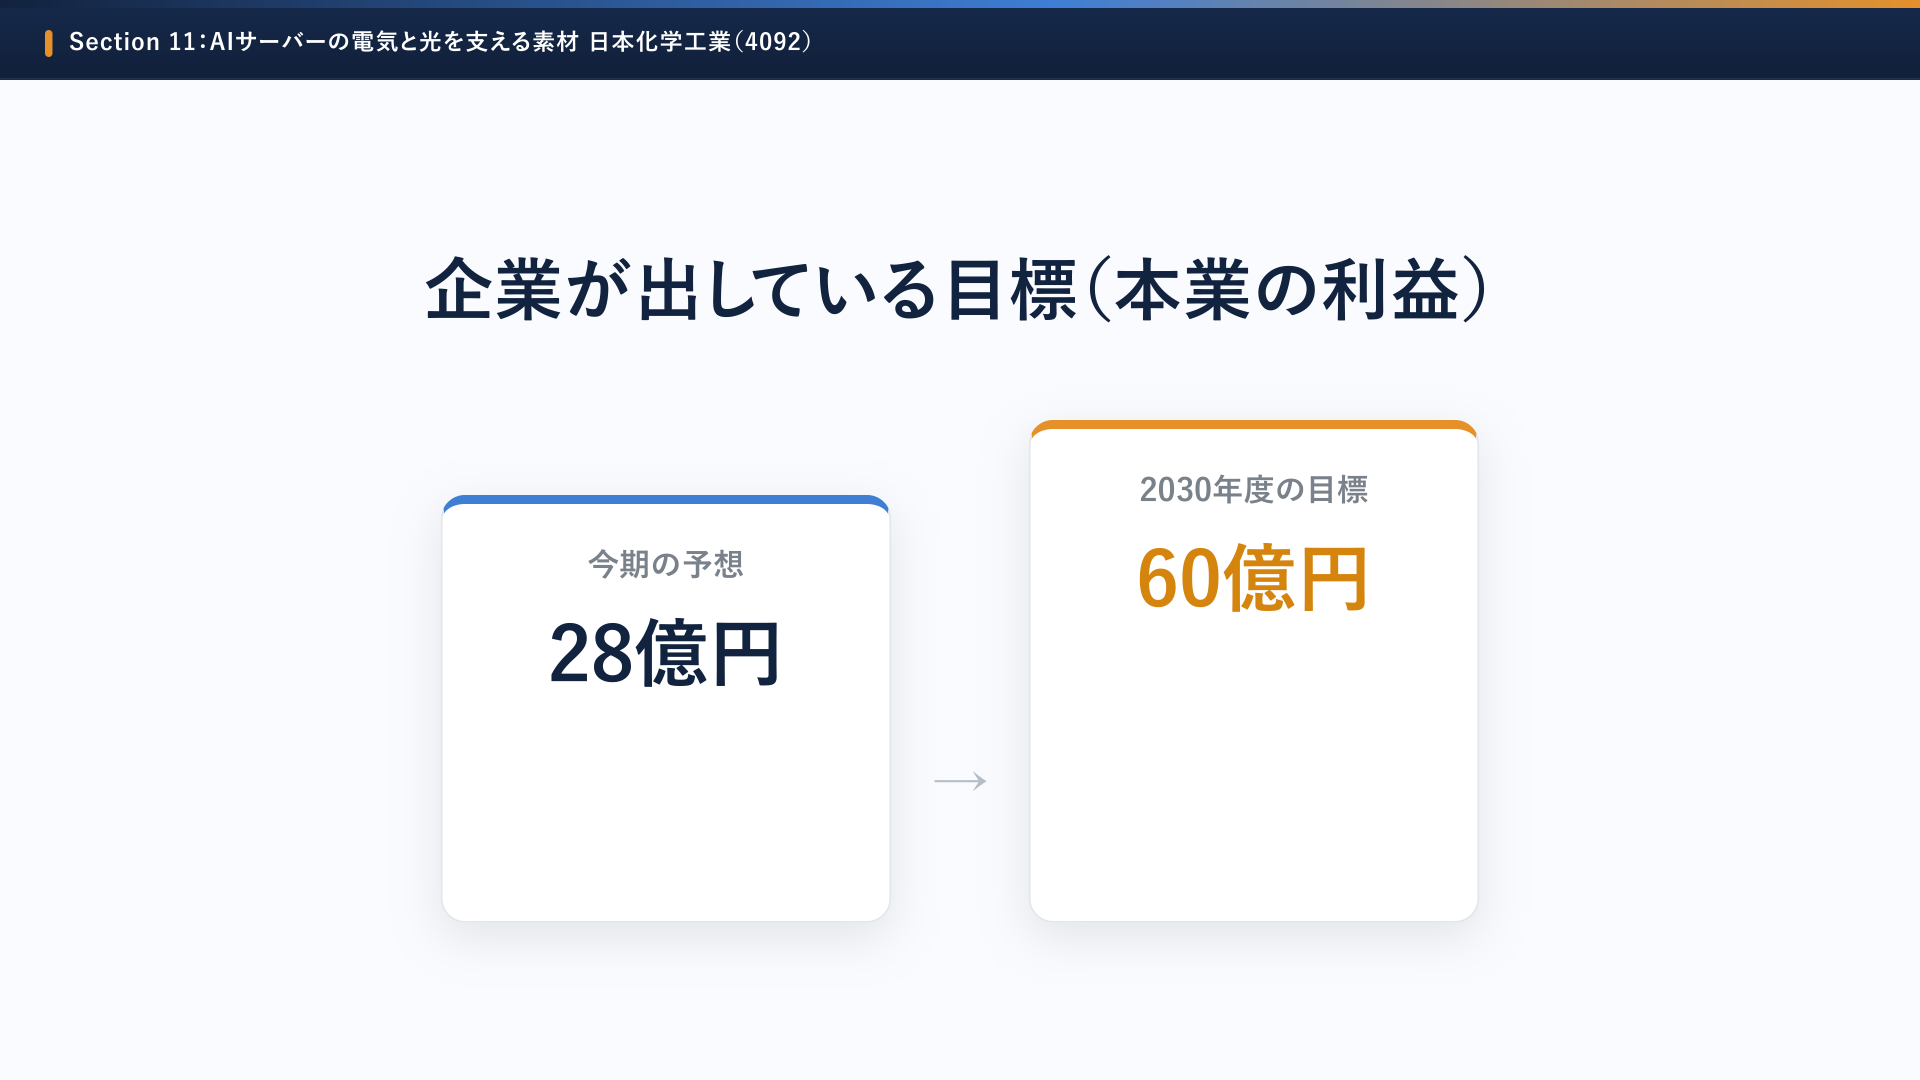 Section 11：AIサーバーの電気と光を支える素材 日本化学工業（4092）
企業が出している目標（本業の利益）
今期の予想
28億円
→
2030年度の目標
60億円